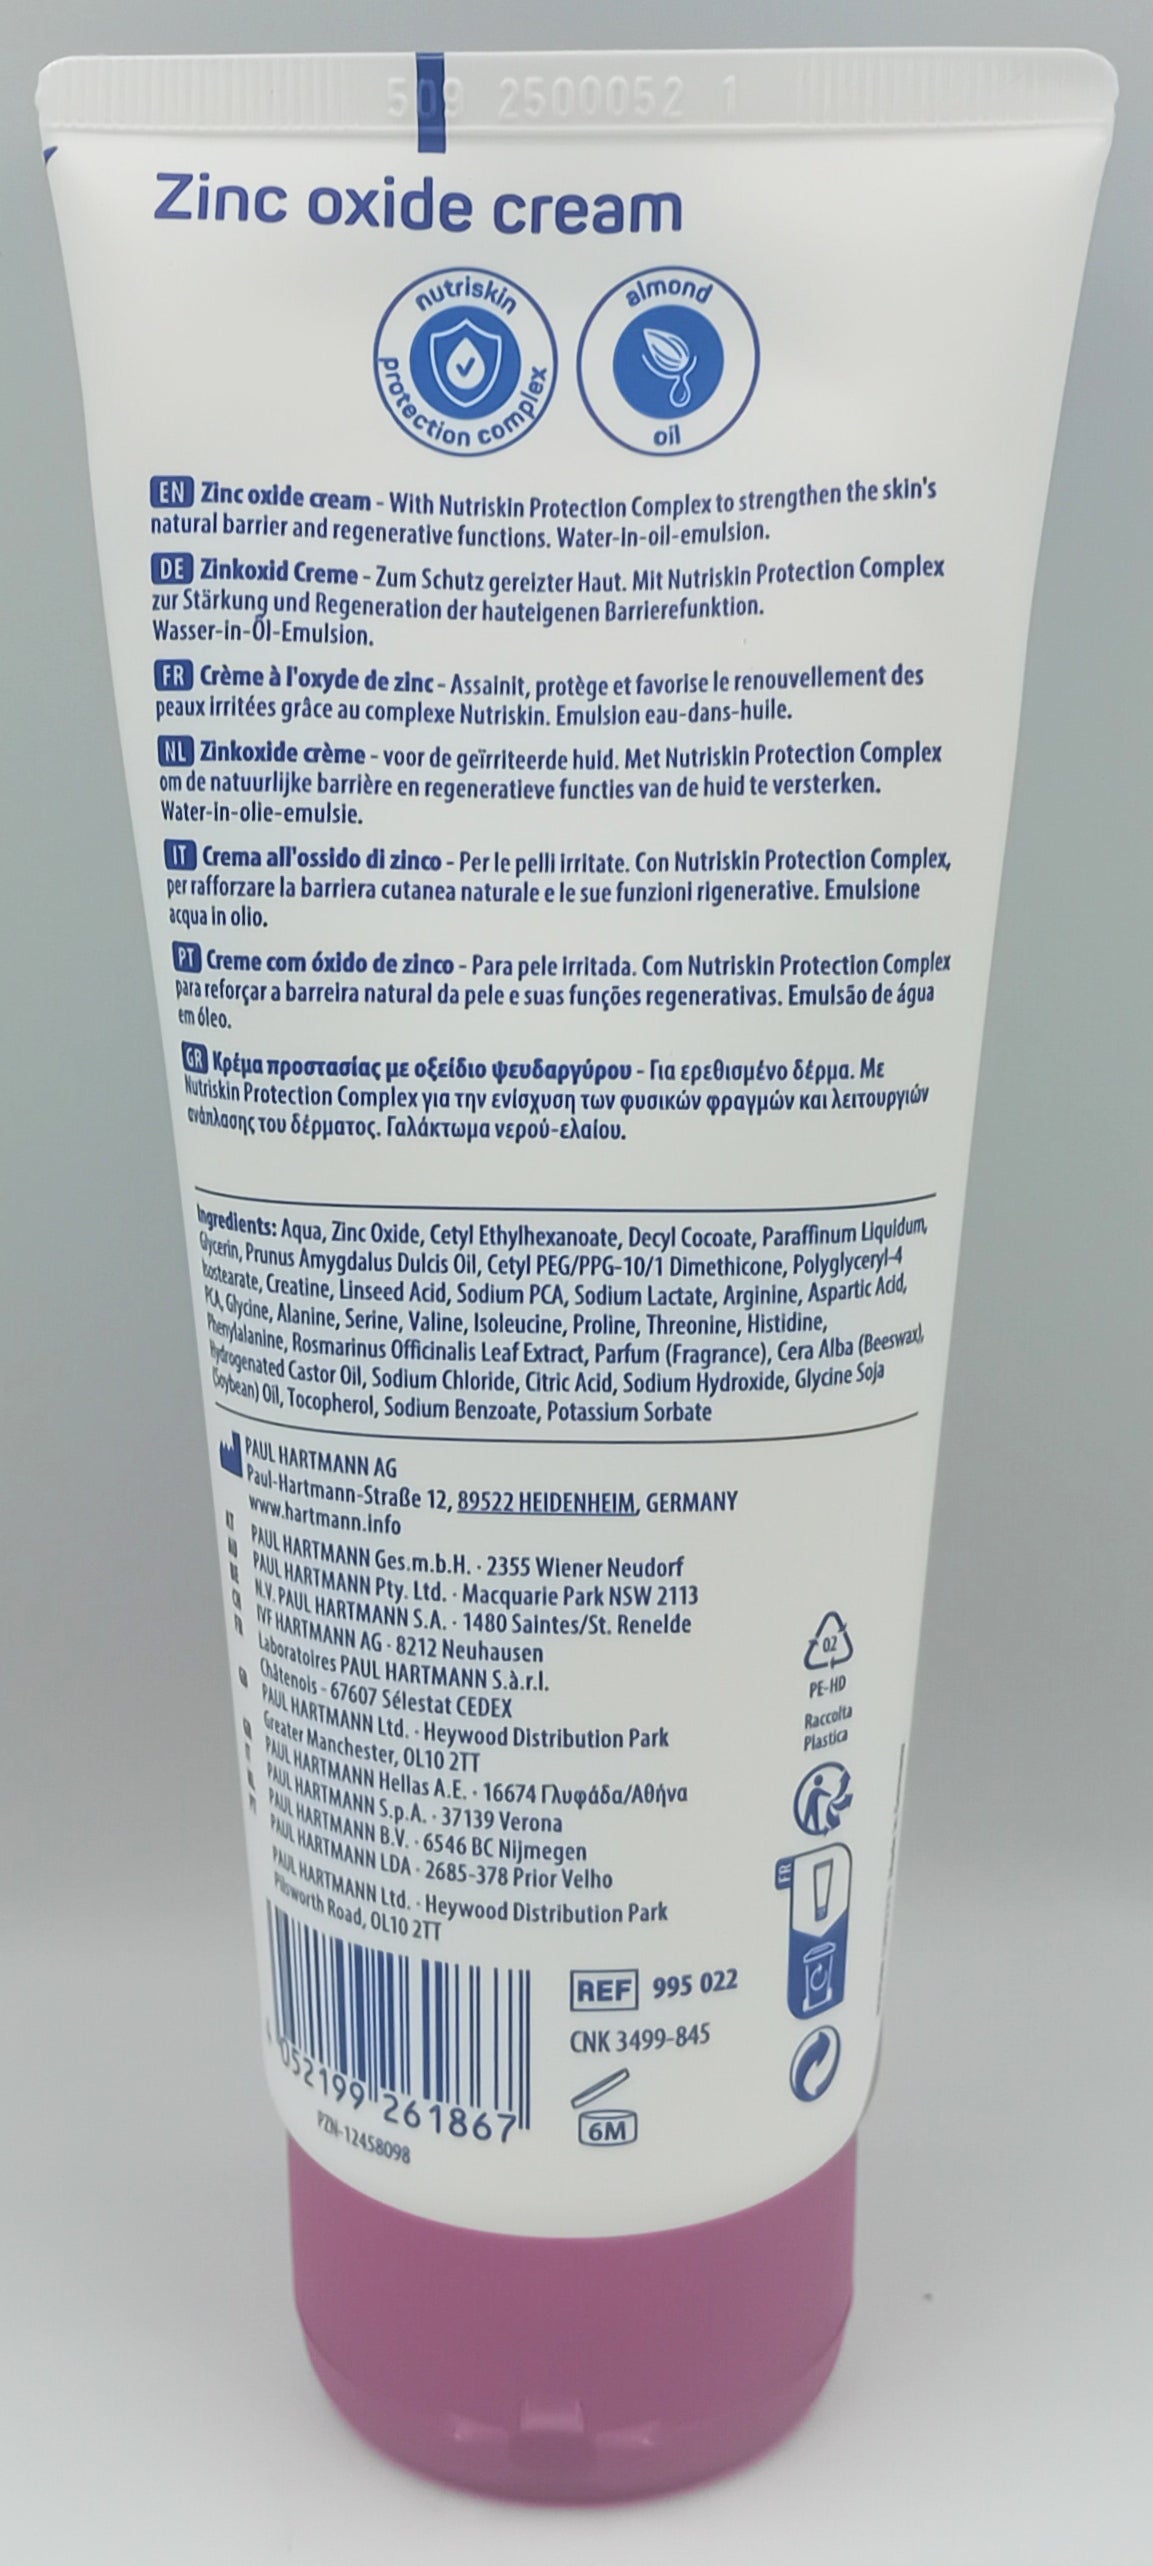 509 2500052 1
Zinc oxide cream
nutriskin
protection complex
almond
oil
EN Zinc oxide cream - With Nutriskin Protection Complex to strengthen the skin's
natural barrier and regenerative functions. Water-in-oil-emulsion.
DE Zinkoxid Creme - Zum Schutz gereizter Haut. Mit Nutriskin Protection Complex
zur Stärkung und Regeneration der hauteigenen Barrierefunktion.
Wasser-in-Öl-Emulsion.
FR Crème à l'oxyde de zinc - Assainit, protège et favorise le renouvellement des
peaux irritées grâce au complexe Nutriskin. Emulsion eau-dans-huile.
NL Zinkoxide crème - voor de geïrriteerde huid. Met Nutriskin Protection Complex
om de natuurlijke barrière en regeneratieve functies van de huid te versterken.
Water-in-olie-emulsie.
IT Crema all'ossido di zinco - Per le pelli irritate. Con Nutriskin Protection Complex,
per rafforzare la barriera cutanea naturale e le sue funzioni rigenerative. Emulsione
acqua in olio.
PT Creme com óxido de zinco - Para pele irritada. Com Nutriskin Protection Complex
para reforçar a barreira natural da pele e suas funções regenerativas. Emulsão de água
em óleo.
GR Κρέμα προστασίας με οξείδιο ψευδαργύρου - Για ερεθισμένο δέρμα. Με
Nutriskin Protection Complex για την ενίσχυση των φυσικών φραγμών και λειτουργιών
ανάπλασης του δέρματος. Γαλάκτωμα νερού-ελαίου.
Ingredients: Aqua, Zinc Oxide, Cetyl Ethylhexanoate, Decyl Cocoate, Paraffinum Liquidum,
Glycerin, Prunus Amygdalus Dulcis Oil, Cetyl PEG/PPG-10/1 Dimethicone, Polyglyceryl-4
Isostearate, Creatine, Linseed Acid, Sodium PCA, Sodium Lactate, Arginine, Aspartic Acid,
PCA, Glycine, Alanine, Serine, Valine, Isoleucine, Proline, Threonine, Histidine,
Phenylalanine, Rosmarinus Officinalis Leaf Extract, Parfum (Fragrance), Cera Alba (Beeswax),
Hydrogenated Castor Oil, Sodium Chloride, Citric Acid, Sodium Hydroxide, Glycine Soja
(Soybean) Oil, Tocopherol, Sodium Benzoate, Potassium Sorbate
PAUL HARTMANN AG
Paul-Hartmann-Straße 12, 89522 HEIDENHEIM, GERMANY
www.hartmann.info
PAUL HARTMANN Ges.m.b.H. · 2355 Wiener Neudorf
PAUL HARTMANN Pty. Ltd. · Macquarie Park NSW 2113
N.V. PAUL HARTMANN S.A. · 1480 Saintes/St. Renelde
IVF HARTMANN AG · 8212 Neuhausen
Laboratoires PAUL HARTMANN S.à.r.l.
Châtenois - 67607 Sélestat CEDEX
PAUL HARTMANN Ltd. · Heywood Distribution Park
Greater Manchester, OL10 2TT
PAUL HARTMANN Hellas A.E. · 16674 Γλυφάδα/Αθήνα
PAUL HARTMANN S.p.A. · 37139 Verona
PAUL HARTMANN B.V. · 6546 BC Nijmegen
PAUL HARTMANN LDA · 2685-378 Prior Velho
PAUL HARTMANN Ltd. · Heywood Distribution Park
Pilsworth Road, OL10 2TT
02
PE-HD
Raccolta
Plastica
FR
REF 995 022
CNK 3499-845
6M
052199 261867
PZN-12458098